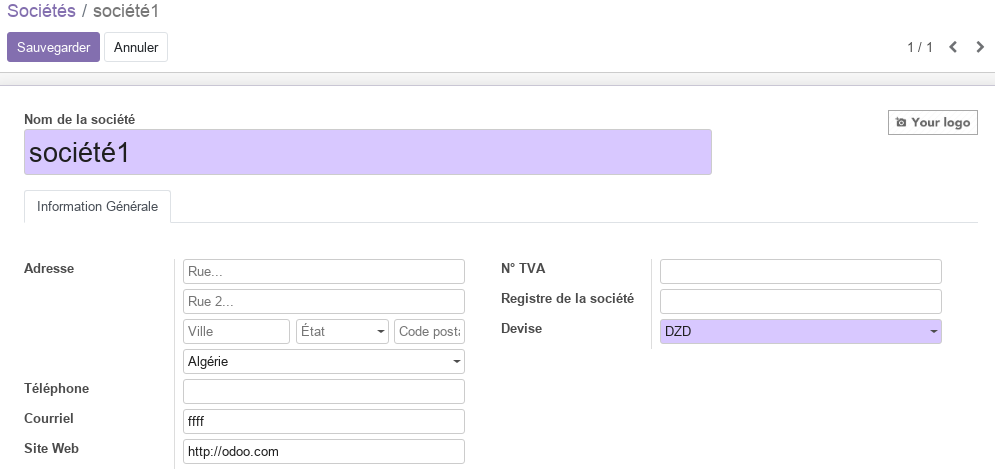 Sociétés / société1
Sauvegarder Annuler 1 / 1
Nom de la société
Your logo
société1
Information Générale
Adresse
Rue...
Rue 2...
Ville État Code posta
Algérie
Téléphone
Courriel ffff
Site Web http://odoo.com
N° TVA
Registre de la société
Devise DZD